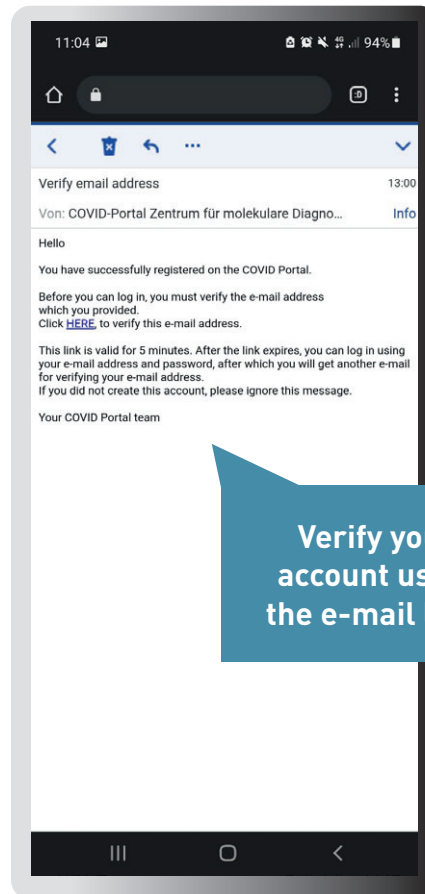 11:04 94%
:D
Verify email address 13:00
Von: COVID-Portal Zentrum für molekulare Diagno... Info
Hello
You have successfully registered on the COVID Portal.
Before you can log in, you must verify the e-mail address
which you provided.
Click HERE, to verify this e-mail address.
This link is valid for 5 minutes. After the link expires, you can log in using
your e-mail address and password, after which you will get another e-mail
for verifying your e-mail address.
If you did not create this account, please ignore this message.
Your COVID Portal team
Verify yo
account us
the e-mail